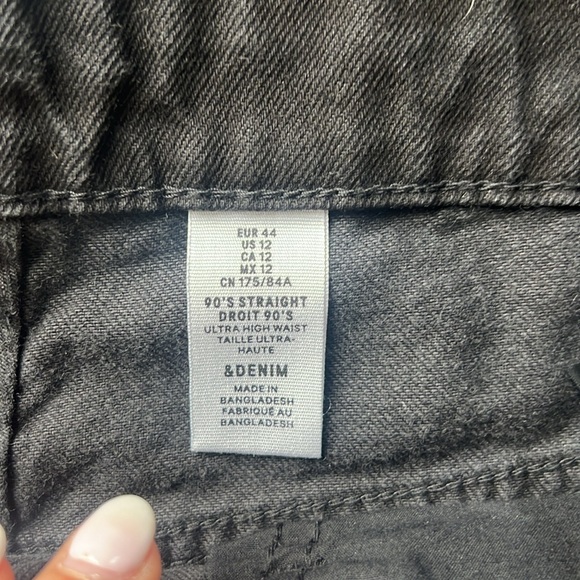 EUR 44
US 12
CA 12
MX 12
CN 175/84A
90'S STRAIGHT
DROIT 90'S
ULTRA HIGH WAIST
TAILLE ULTRA-
HAUTE
&DENIM
MADE IN
BANGLADESH
FABRIQUÉ AU
BANGLADESH